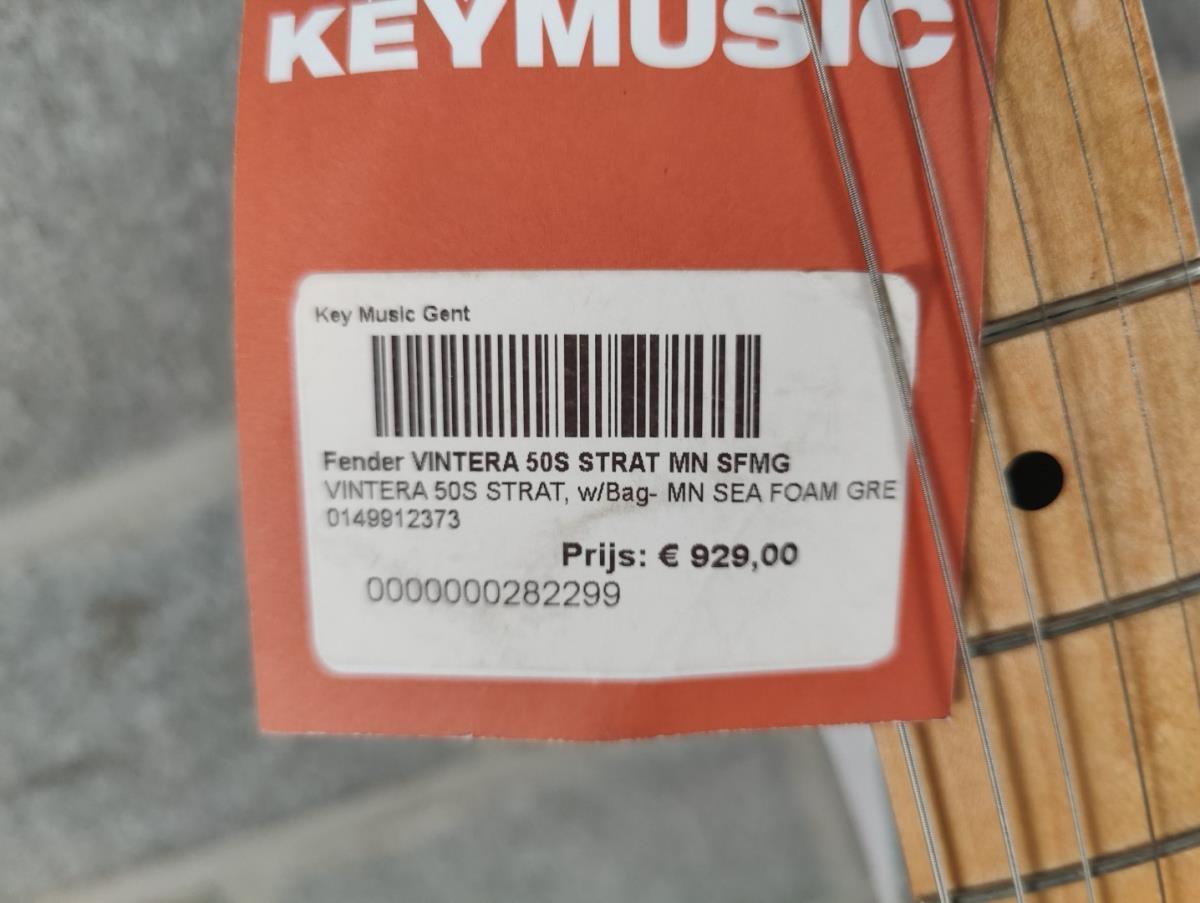 KEYMUSIC
Key Music Gent
Fender VINTERA 50S STRAT MN SFMG
VINTERA 50S STRAT, w/Bag- MN SEA FOAM GRE
0149912373
Prijs: € 929,00
0000000282299